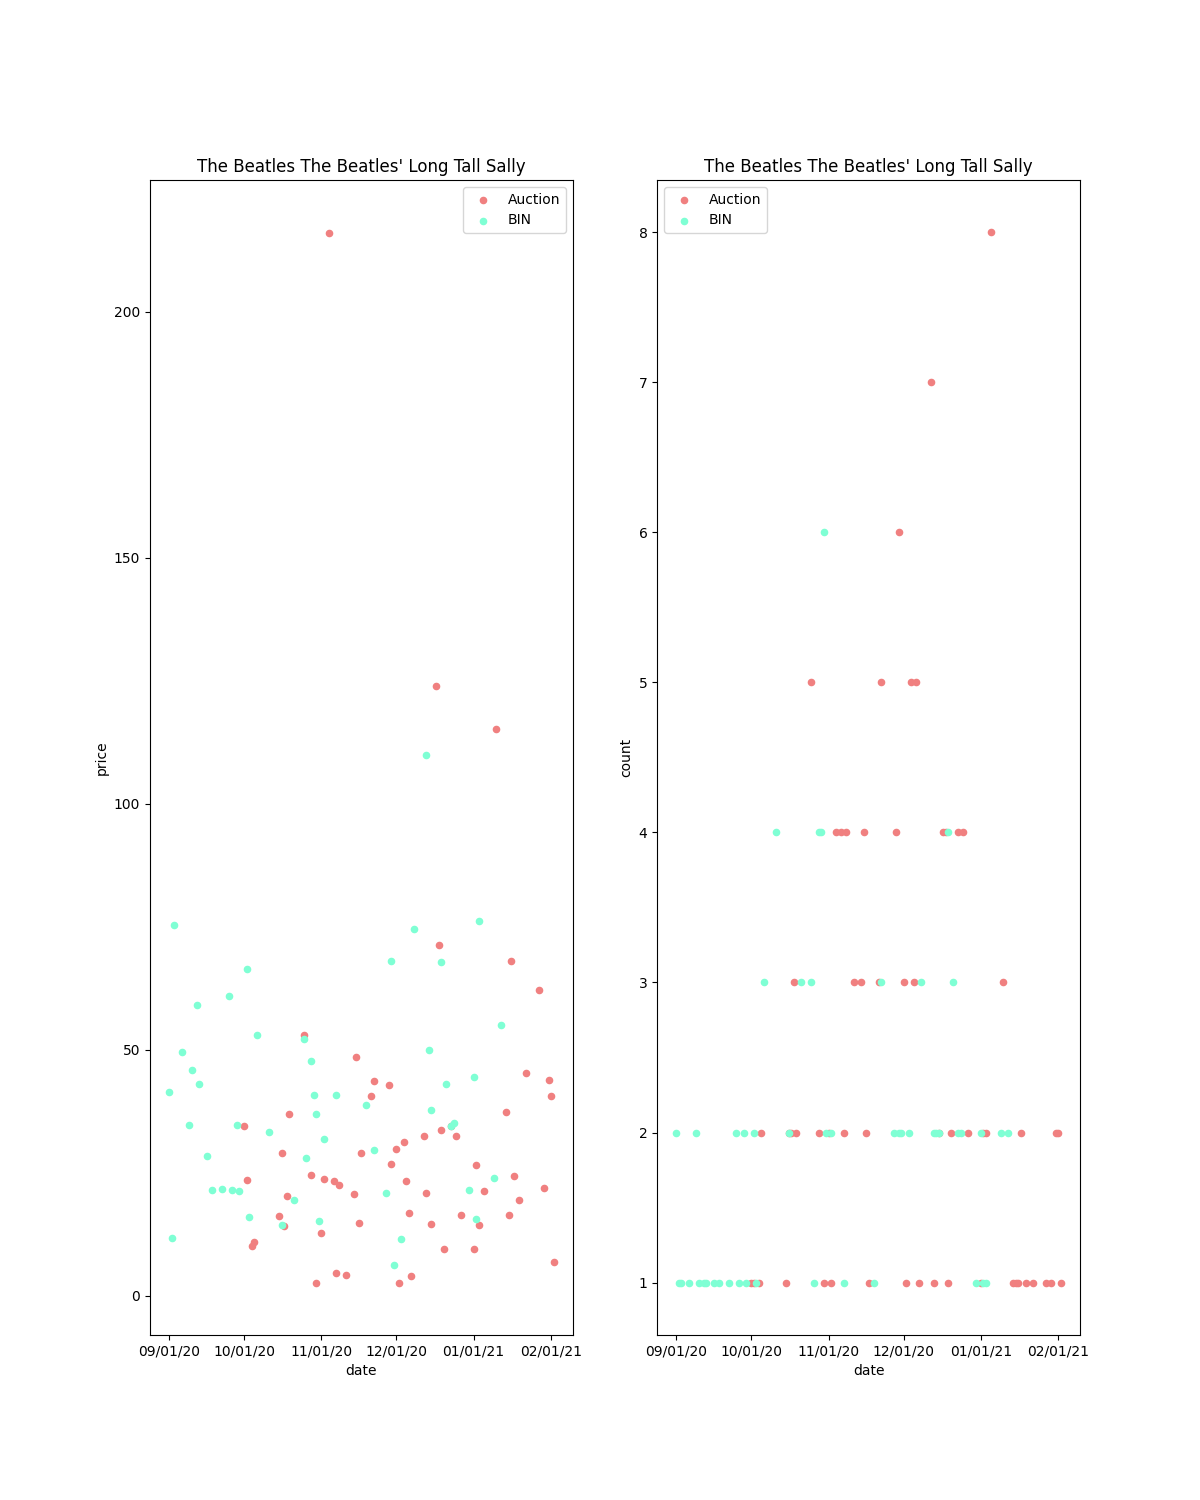 The Beatles The Beatles' Long Tall Sally
Auction
BIN
200
150
100
50
0
price
09/01/20 10/01/20 11/01/20 12/01/20 01/01/21 02/01/21
date
The Beatles The Beatles' Long Tall Sally
Auction
BIN
8
7
6
5
4
3
2
1
count
09/01/20 10/01/20 11/01/20 12/01/20 01/01/21 02/01/21
date